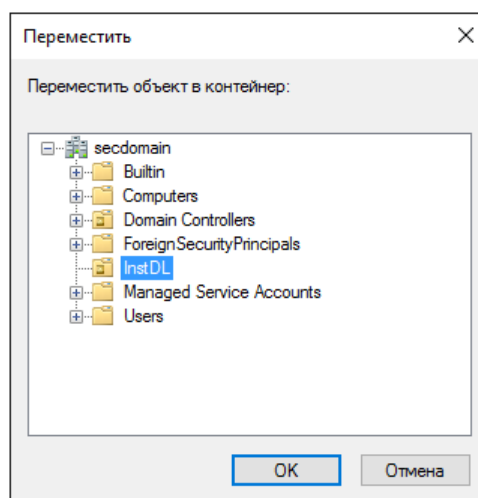 Переместить
Переместить объект в контейнер:
secdomain
Builtin
Computers
Domain Controllers
ForeignSecurityPrincipals
InstDL
Managed Service Accounts
Users
OK
Отмена